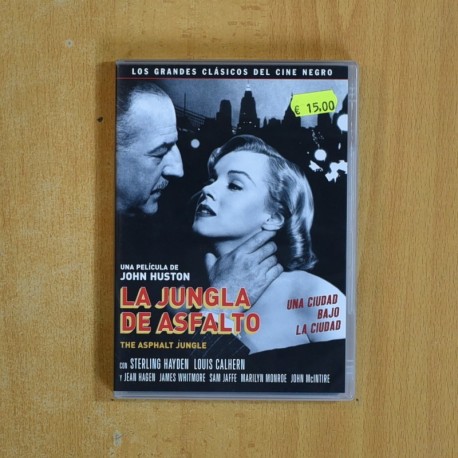 LOS GRANDES CLÁSICOS DEL CINE NEGRO
€ 15,00
UNA PELÍCULA DE
JOHN HUSTON
LA JUNGLA
DE ASFALTO
THE ASPHALT JUNGLE
UNA CIUDAD
BAJO
LA CIUDAD
CON STERLING HAYDEN LOUIS CALHERN
Y JEAN HAGEN JAMES WHITMORE SAM JAFFE MARILYN MONROE JOHN McINTIRE